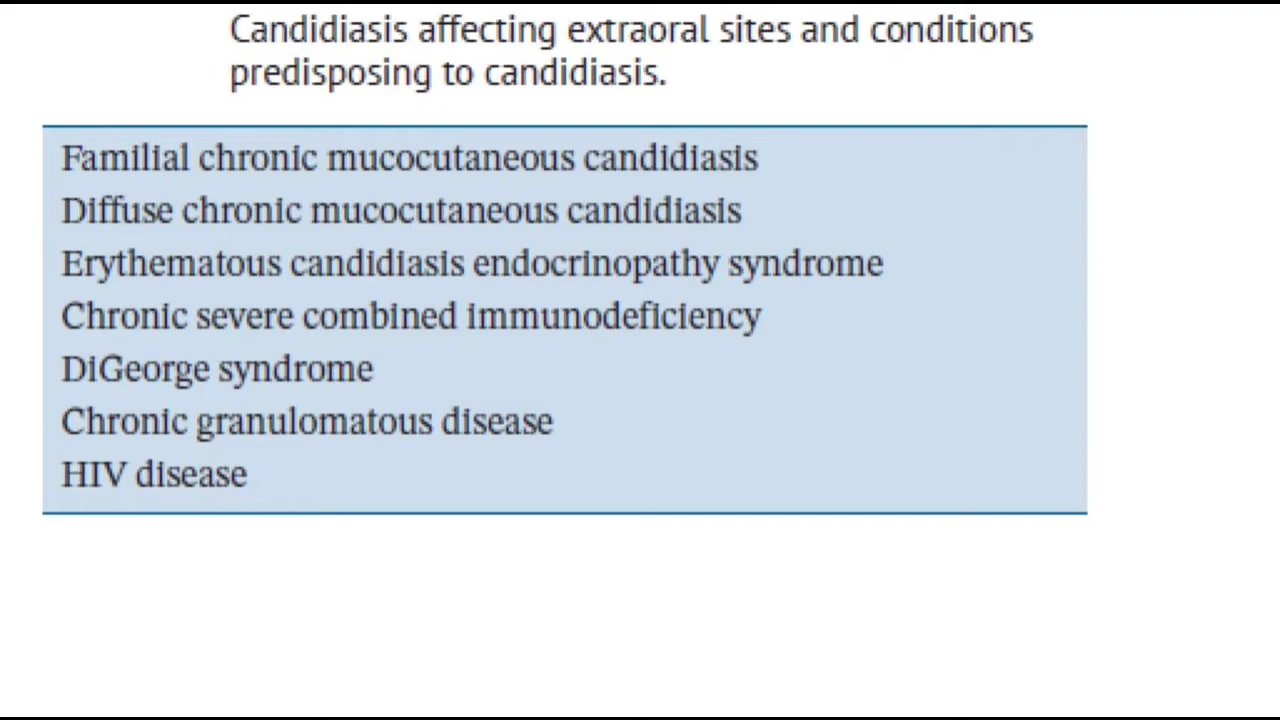 Candidiasis affecting extraoral sites and conditions
predisposing to candidiasis.
Familial chronic mucocutaneous candidiasis
Diffuse chronic mucocutaneous candidiasis
Erythematous candidiasis endocrinopathy syndrome
Chronic severe combined immunodeficiency
DiGeorge syndrome
Chronic granulomatous disease
HIV disease